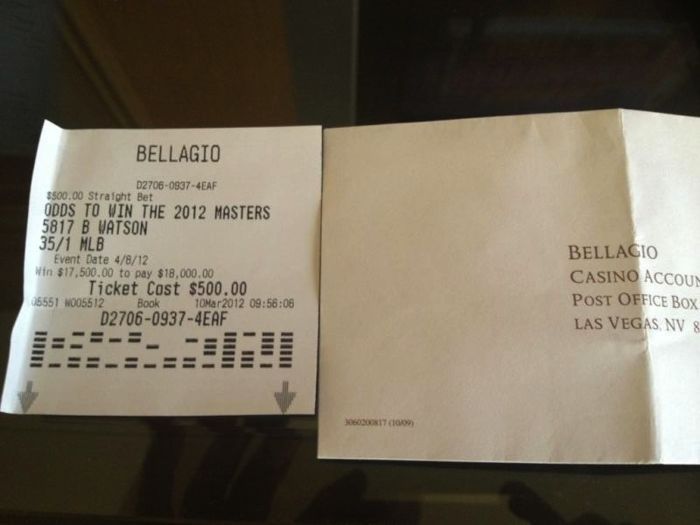 BELLAGIO
D2706-0937-4EAF
$500.00 Straight Bet
ODDS TO WIN THE 2012 MASTERS
5817 B WATSON
35/1 MLB
Event Date 4/8/12
Win $17,500.00 to pay $18,000.00
Ticket Cost $500.00
05551 W005512 Book 10Mar2012 09:56:06
D2706-0937-4EAF
BELLAGIO
CASINO ACCOUN
POST OFFICE BOX
LAS VEGAS, NV 8
3060200817 (10/09)